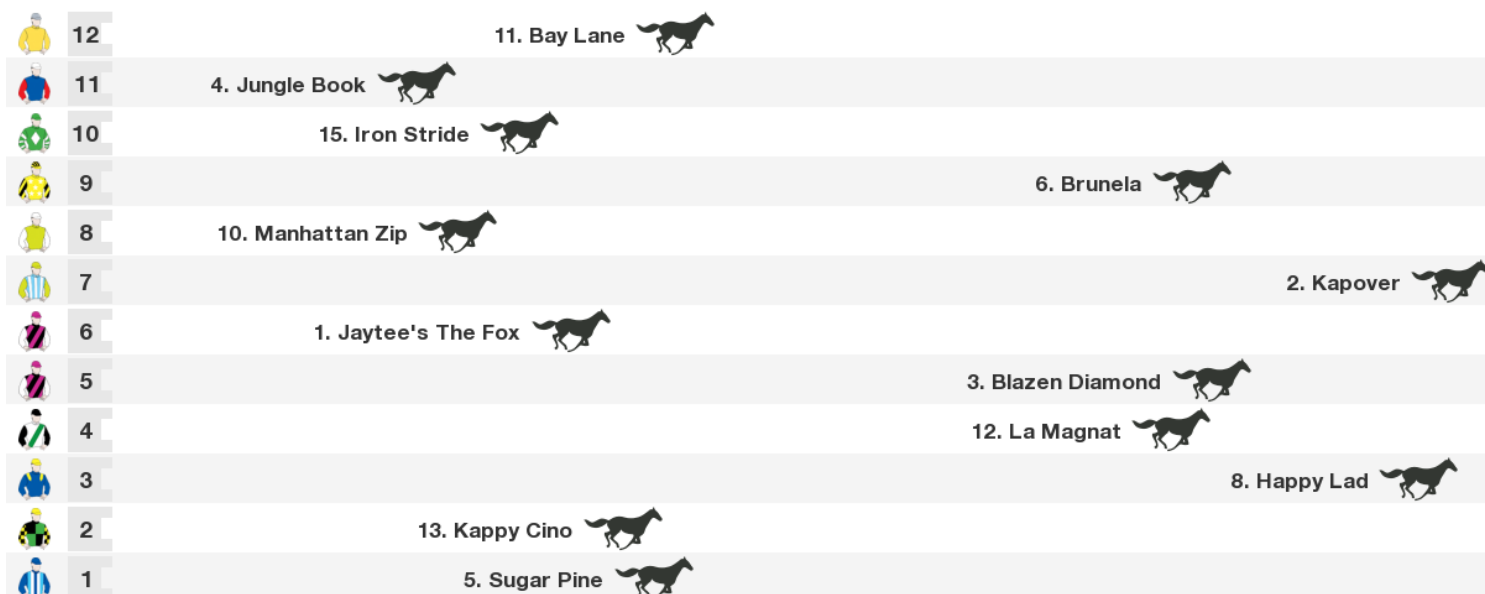 12 11. Bay Lane
11 4. Jungle Book
10 15. Iron Stride
9 6. Brunela
8 10. Manhattan Zip
7 2. Kapover
6 1. Jaytee's The Fox
5 3. Blazen Diamond
4 12. La Magnat
3 8. Happy Lad
2 13. Kappy Cino
1 5. Sugar Pine